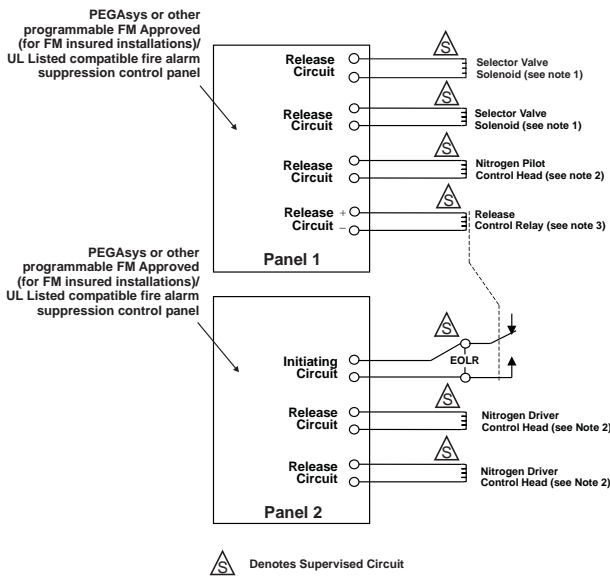 PEGAsys or other
programmable FM Approved
(for FM insured installations)/
UL Listed compatible fire alarm
suppression control panel
Release
Circuit
S
Selector Valve
Solenoid (see note 1)
Release
Circuit
S
Selector Valve
Solenoid (see note 1)
Release
Circuit
S
Nitrogen Pilot
Control Head (see note 2)
Release +
Circuit −
S
Release
Control Relay (see note 3)
Panel 1
PEGAsys or other
programmable FM Approved
(for FM insured installations)/
UL Listed compatible fire alarm
suppression control panel
Initiating
Circuit
S
EOLR
Release
Circuit
S
Nitrogen Driver
Control Head (see Note 2)
Release
Circuit
S
Nitrogen Driver
Control Head (see Note 2)
Panel 2
S Denotes Supervised Circuit